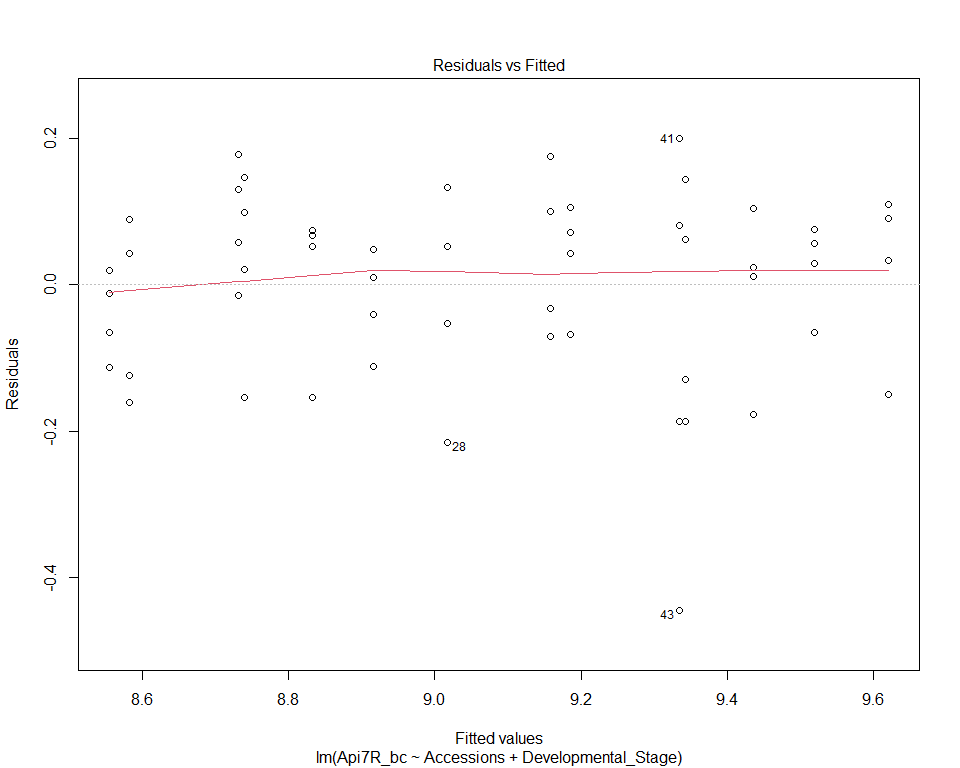 Residuals vs Fitted
0.2
0.0
-0.2
-0.4
Residuals
41
28
43
8.6 8.8 9.0 9.2 9.4 9.6
Fitted values
lm(Api7R_bc ~ Accessions + Developmental_Stage)